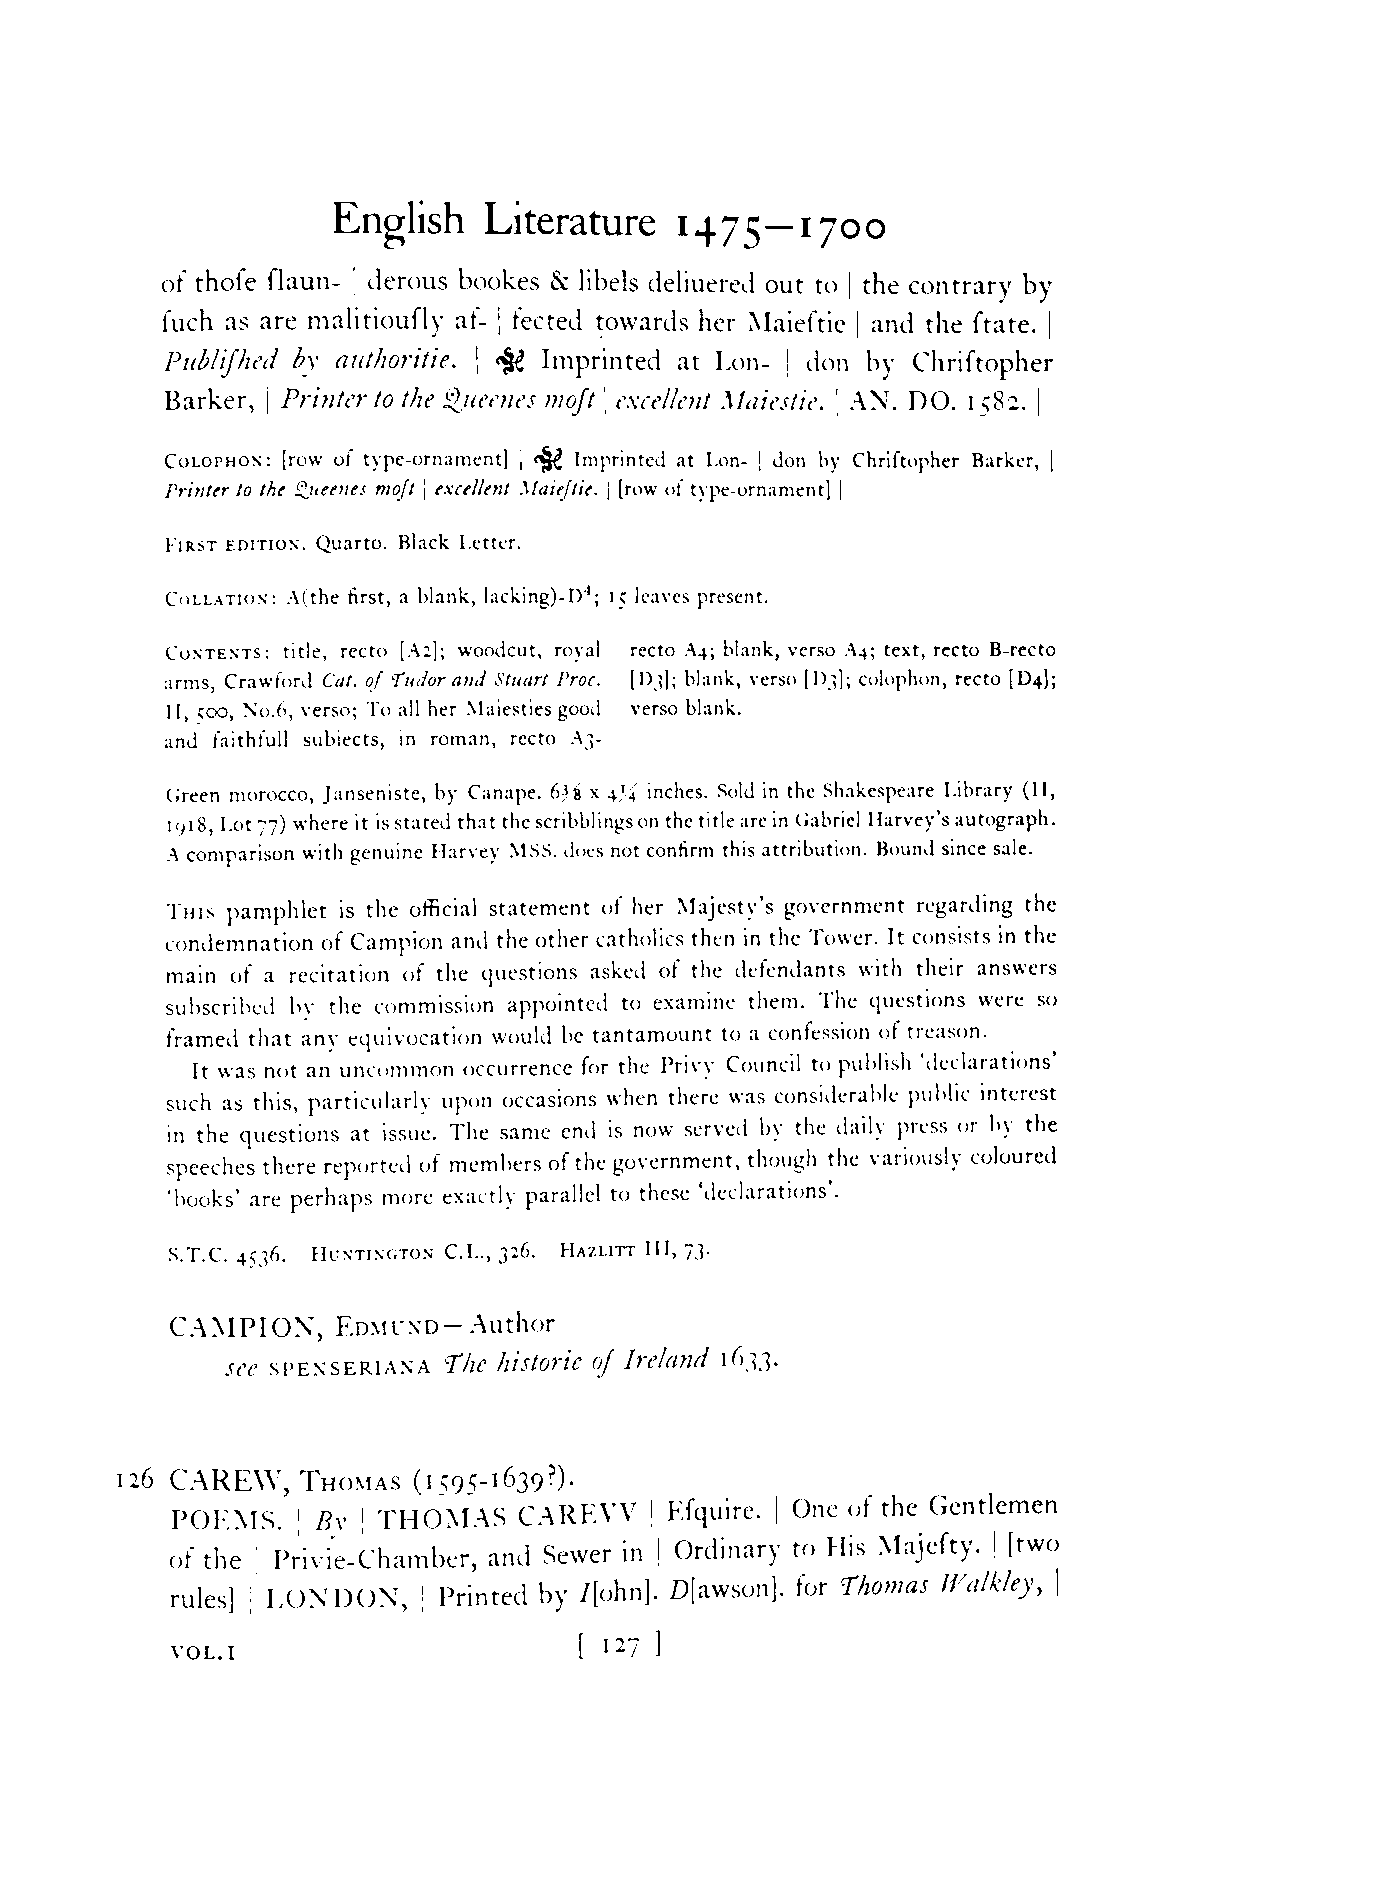 English Literature 1475–1700
of thoſe ſlaun- | derous bookes & libels deliuered out to | the contrary by
ſuch as are malitiouſly af- | fected towards her Maieſtie | and the ſtate. |
Publiſhed by authoritie. | ❧ Imprinted at Lon- | don by Chriſtopher
Barker, | Printer to the Queenes moſt | excellent Maiestie. | AN. DO. 1582. |
COLOPHON: [row of type-ornament] | ❧ Imprinted at Lon- | don by Chriſtopher Barker, |
Printer to the Queenes moſt | excellent Maieſtie. | [row of type-ornament] |
FIRST EDITION. Quarto. Black Letter.
COLLATION: A(the first, a blank, lacking)-D⁴; 15 leaves present.
CONTENTS: title, recto [A2]; woodcut, royal
arms, Crawford Cat. of Tudor and Stuart Proc.
II, 500, No.6, verso; To all her Maiesties good
and faithfull subiects, in roman, recto A3-
recto A4; blank, verso A4; text, recto B-recto
[D3]; blank, verso [D3]; colophon, recto [D4];
verso blank.
Green morocco, Janseniste, by Canape. 6⅜ x 4¼ inches. Sold in the Shakespeare Library (II,
1918, Lot 77) where it is stated that the scribblings on the title are in Gabriel Harvey's autograph.
A comparison with genuine Harvey MSS. does not confirm this attribution. Bound since sale.
THIS pamphlet is the official statement of her Majesty's government regarding the
condemnation of Campion and the other catholics then in the Tower. It consists in the
main of a recitation of the questions asked of the defendants with their answers
subscribed by the commission appointed to examine them. The questions were so
framed that any equivocation would be tantamount to a confession of treason.
It was not an uncommon occurrence for the Privy Council to publish 'declarations'
such as this, particularly upon occasions when there was considerable public interest
in the questions at issue. The same end is now served by the daily press or by the
speeches there reported of members of the government, though the variously coloured
'books' are perhaps more exactly parallel to these 'declarations'.
S.T.C. 4536. HUNTINGTON C.L., 326. HAZLITT III, 73.
CAMPION, EDMUND—Author
see SPENSERIANA The historie of Ireland 1633.
126 CAREW, THOMAS (1595-1639?).
POEMS. | By | THOMAS CAREVV | Eſquire. | One of the Gentlemen
of the | Privie-Chamber, and Sewer in | Ordinary to His Majeſty. | [two
rules] | LONDON, | Printed by I[ohn]. D[awson]. for Thomas Walkley, |
VOL.I [ 127 ]